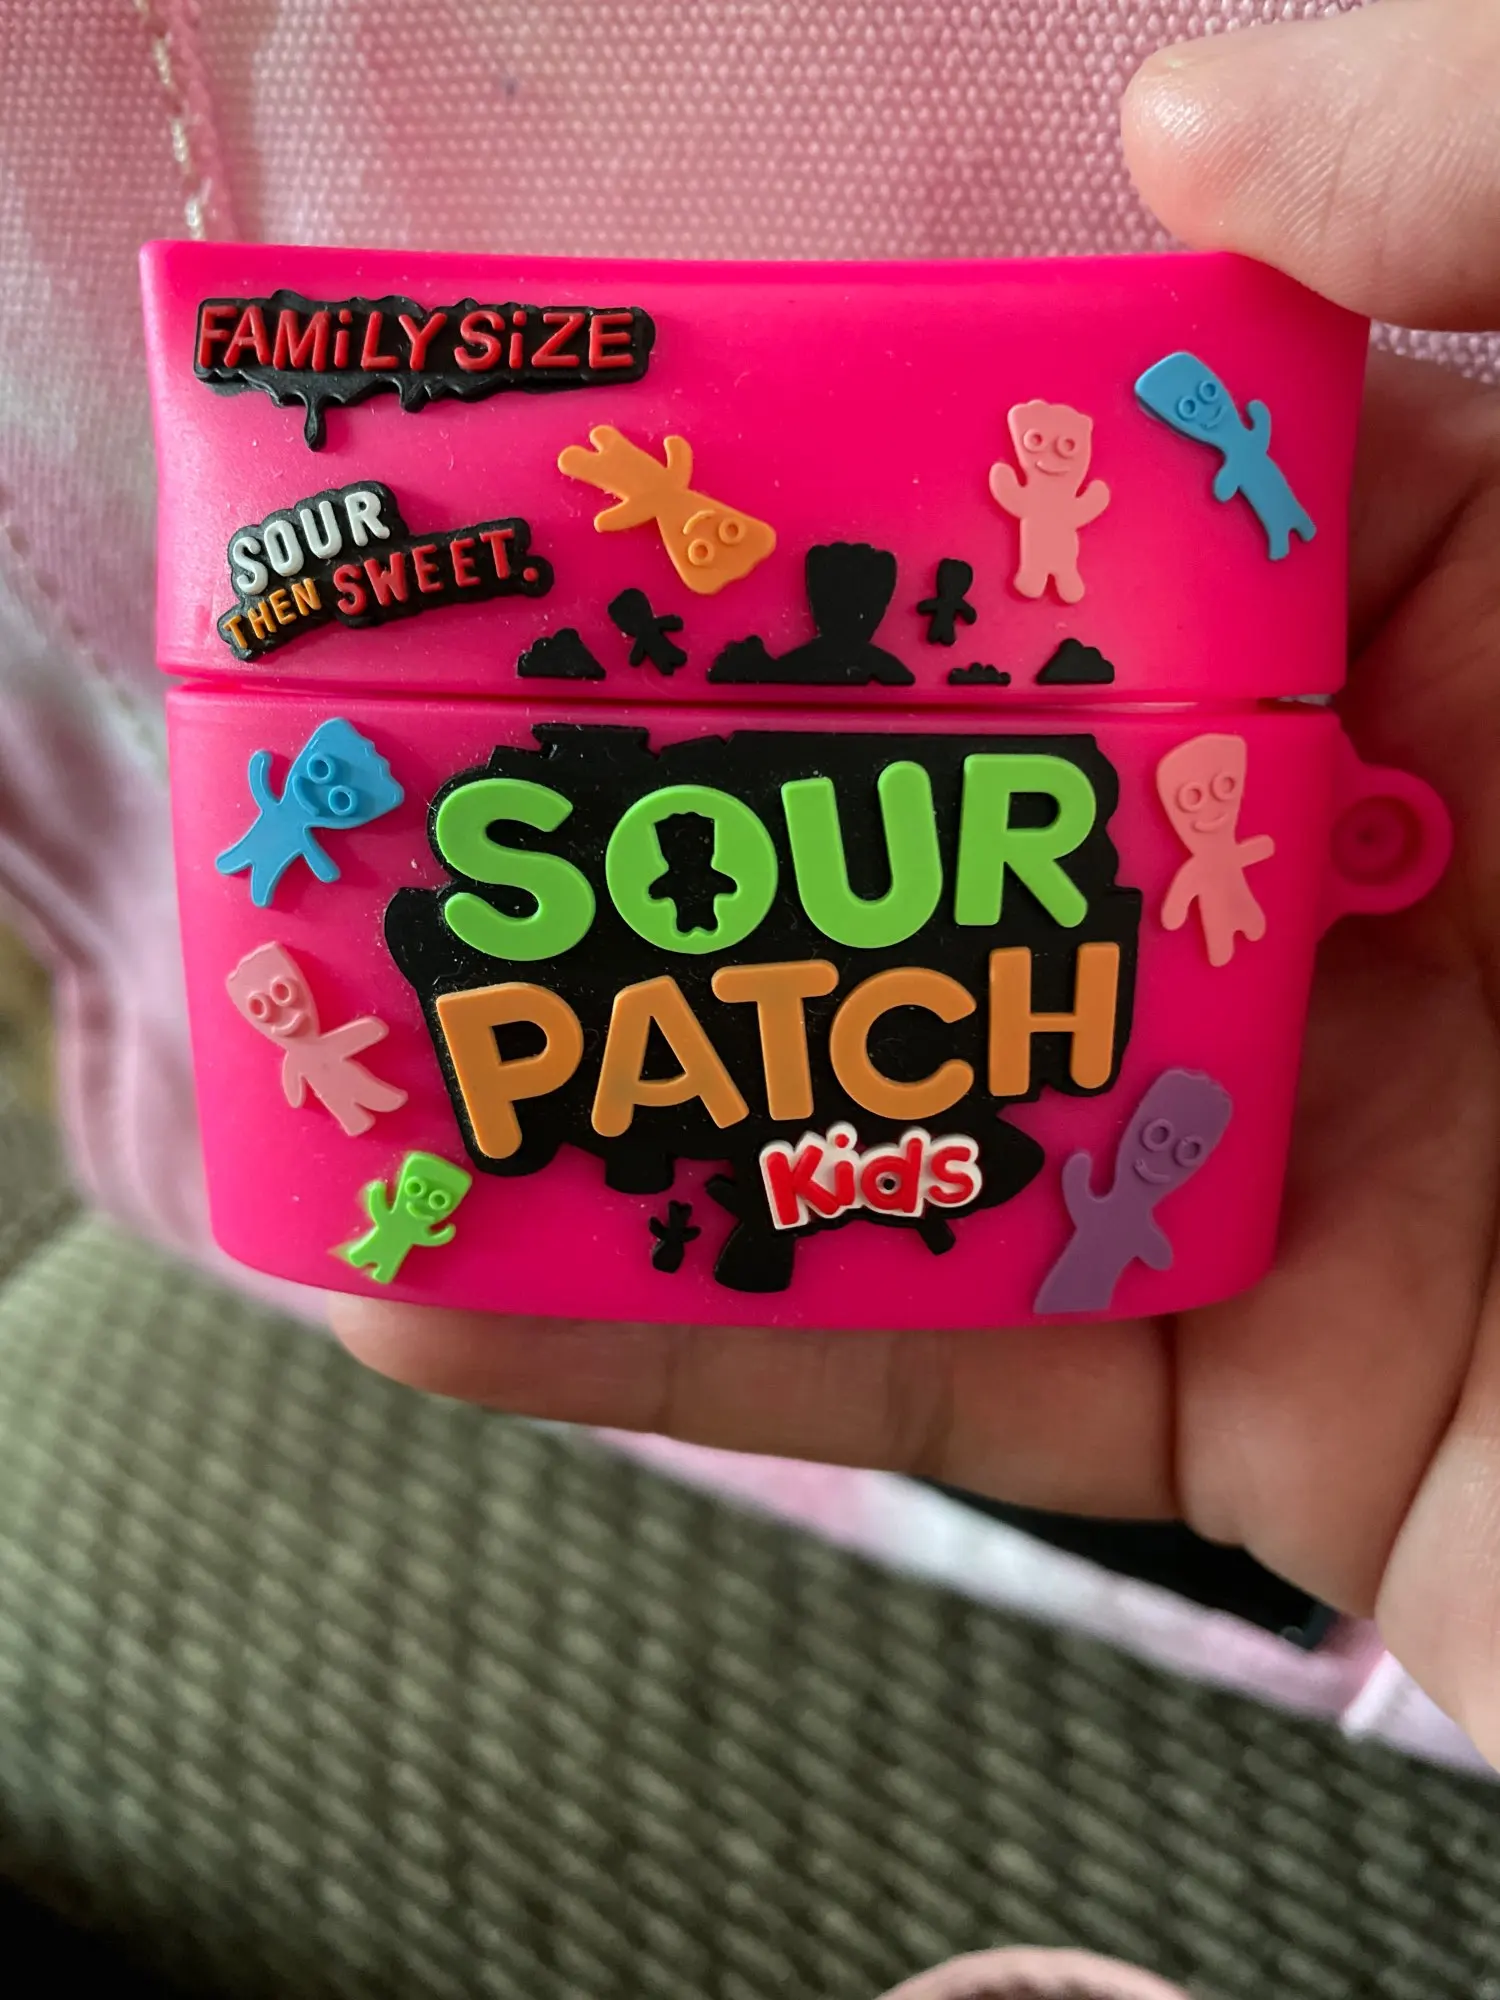 FAMiLY SiZE
SOUR
THEN SWEET.
SOUR
PATCH
Kids